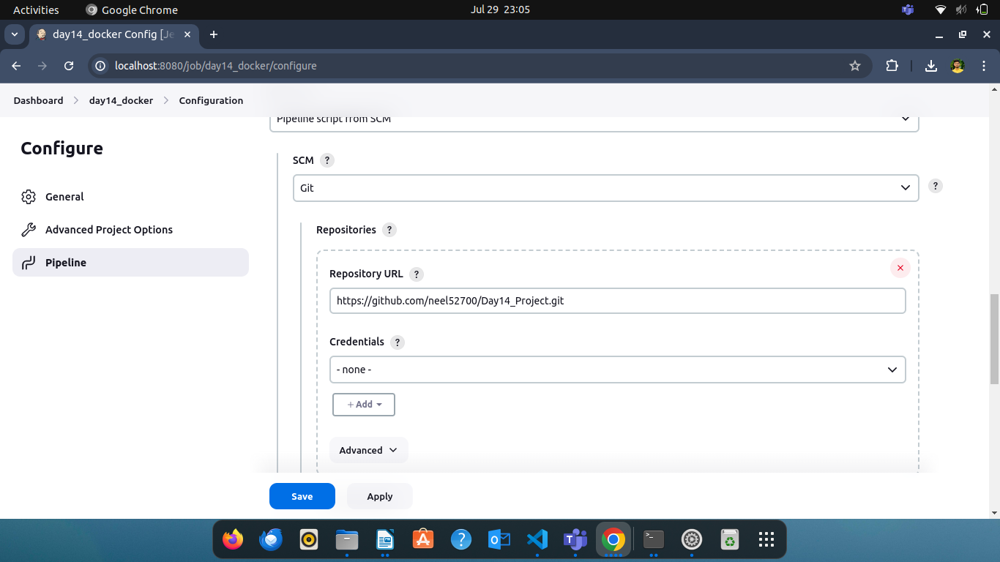 Activities Google Chrome Jul 29 23:05
day14_docker Config [Je
localhost:8080/job/day14_docker/configure
Dashboard day14_docker Configuration
Pipeline script from SCM
Configure
SCM ?
Git
?
General
Advanced Project Options
Pipeline
Repositories ?
Repository URL ?
https://github.com/neel52700/Day14_Project.git
Credentials ?
- none -
+ Add
Advanced
Save Apply